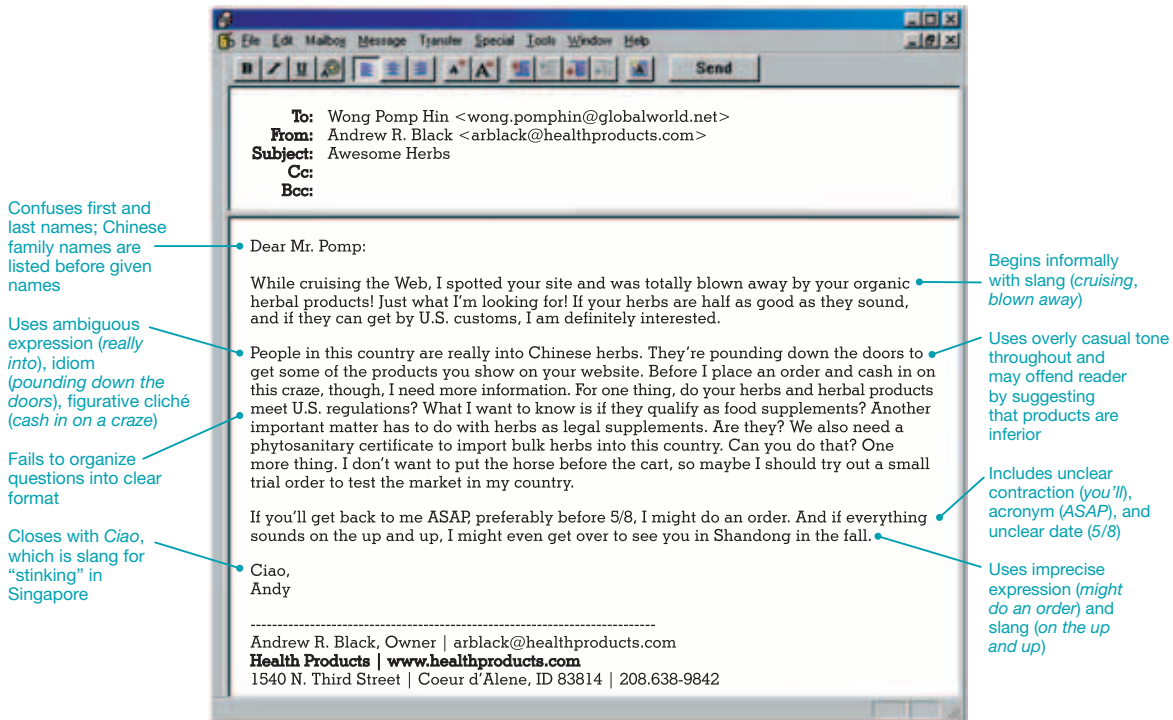 File Edit Mailbox Message Transfer Special Tools Window Help
B I U A A Send
To: Wong Pomp Hin <wong.pomphin@globalworld.net>
From: Andrew R. Black <arblack@healthproducts.com>
Subject: Awesome Herbs
Cc:
Bcc:
Confuses first and
last names; Chinese
family names are
listed before given
names
Uses ambiguous
expression (really
into), idiom
(pounding down the
doors), figurative cliché
(cash in on a craze)
Fails to organize
questions into clear
format
Closes with Ciao,
which is slang for
“stinking” in
Singapore
Dear Mr. Pomp:
While cruising the Web, I spotted your site and was totally blown away by your organic
herbal products! Just what I’m looking for! If your herbs are half as good as they sound,
and if they can get by U.S. customs, I am definitely interested.
People in this country are really into Chinese herbs. They’re pounding down the doors to
get some of the products you show on your website. Before I place an order and cash in on
this craze, though, I need more information. For one thing, do your herbs and herbal products
meet U.S. regulations? What I want to know is if they qualify as food supplements? Another
important matter has to do with herbs as legal supplements. Are they? We also need a
phytosanitary certificate to import bulk herbs into this country. Can you do that? One
more thing. I don’t want to put the horse before the cart, so maybe I should try out a small
trial order to test the market in my country.
If you’ll get back to me ASAP, preferably before 5/8, I might do an order. And if everything
sounds on the up and up, I might even get over to see you in Shandong in the fall.
Ciao,
Andy
--------------------------------------------------------------------------------
Andrew R. Black, Owner | arblack@healthproducts.com
Health Products | www.healthproducts.com
1540 N. Third Street | Coeur d’Alene, ID 83814 | 208.638-9842
Begins informally
with slang (cruising,
blown away)
Uses overly casual tone
throughout and
may offend reader
by suggesting
that products are
inferior
Includes unclear
contraction (you’ll),
acronym (ASAP), and
unclear date (5/8)
Uses imprecise
expression (might
do an order) and
slang (on the up
and up)